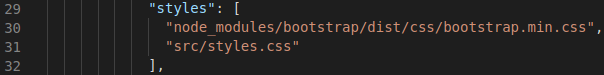 29 "styles": [
30 "node_modules/bootstrap/dist/css/bootstrap.min.css",
31 "src/styles.css"
32 ],